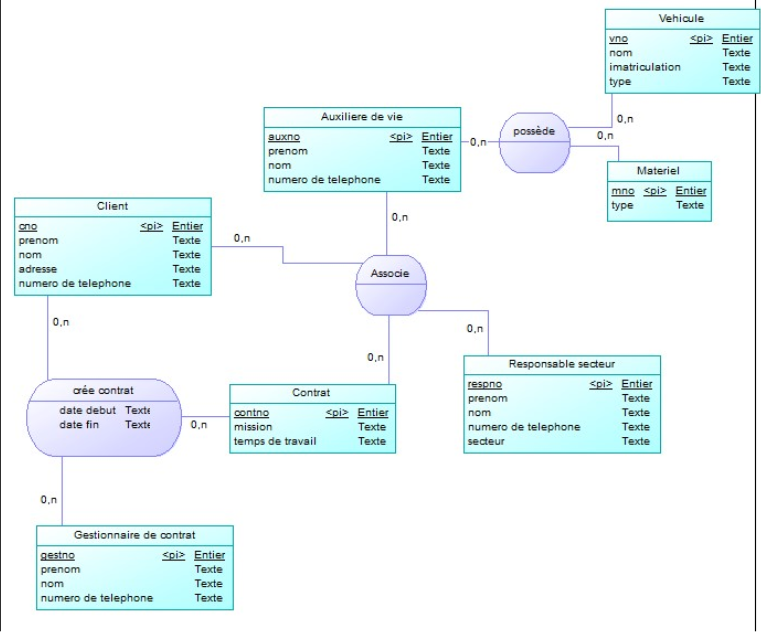 Vehicule
vno <pi> Entier
nom Texte
imatriculation Texte
type Texte
0,n
Auxiliere de vie
auxno <pi> Entier
prenom Texte
nom Texte
numero de telephone Texte
0,n
possède
0,n
Materiel
mno <pi> Entier
type Texte
0,n
Client
cno <pi> Entier
prenom Texte
nom Texte
adresse Texte
numero de telephone Texte
0,n
Associe
0,n
0,n
0,n
Responsable secteur
respno <pi> Entier
prenom Texte
nom Texte
numero de telephone Texte
secteur Texte
crée contrat
date debut Texte
date fin Texte
0,n
Contrat
contno <pi> Entier
mission Texte
temps de travail Texte
0,n
Gestionnaire de contrat
gestno <pi> Entier
prenom Texte
nom Texte
numero de telephone Texte